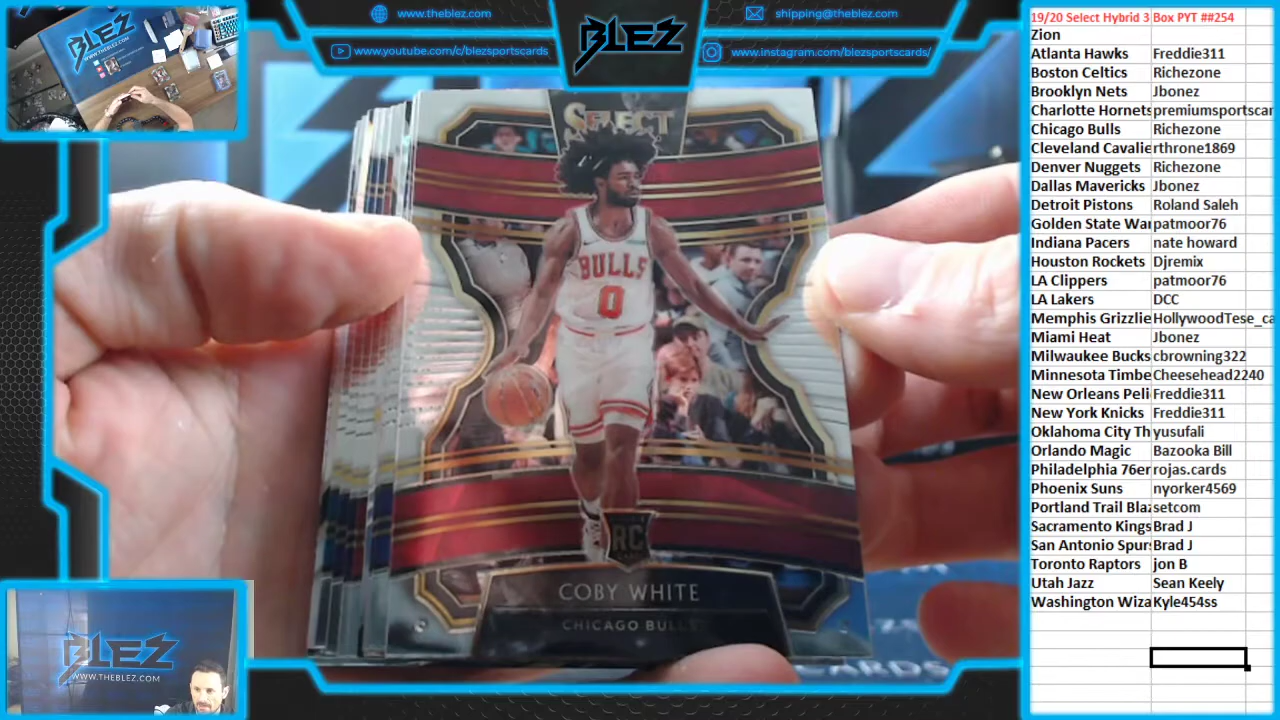 www.theblez.com
shipping@theblez.com
www.youtube.com/c/blezsportscards
www.instagram.com/blezsportscards/
BLEZ
SELECT
BULLS
0
RC
COBY WHITE
CHICAGO BULLS
BLEZ
WWW.THEBLEZ.COM
BLEZ
WWW.THEBLEZ.COM
CARDS
19/20 Select Hybrid 3 Box PYT ##254
Zion
Atlanta Hawks Freddie311
Boston Celtics Richezone
Brooklyn Nets Jbonez
Charlotte Hornets premiumsportscar
Chicago Bulls Richezone
Cleveland Cavalie rthrone1869
Denver Nuggets Richezone
Dallas Mavericks Jbonez
Detroit Pistons Roland Saleh
Golden State War patmoor76
Indiana Pacers nate howard
Houston Rockets Djremix
LA Clippers patmoor76
LA Lakers DCC
Memphis Grizzlie HollywoodTese_ca
Miami Heat Jbonez
Milwaukee Bucks cbrowning322
Minnesota Timbe Cheesehead2240
New Orleans Peli Freddie311
New York Knicks Freddie311
Oklahoma City Th yusufali
Orlando Magic Bazooka Bill
Philadelphia 76er rojas.cards
Phoenix Suns nyorker4569
Portland Trail Blaz setcom
Sacramento Kings Brad J
San Antonio Spurs Brad J
Toronto Raptors jon B
Utah Jazz Sean Keely
Washington Wiza Kyle454ss